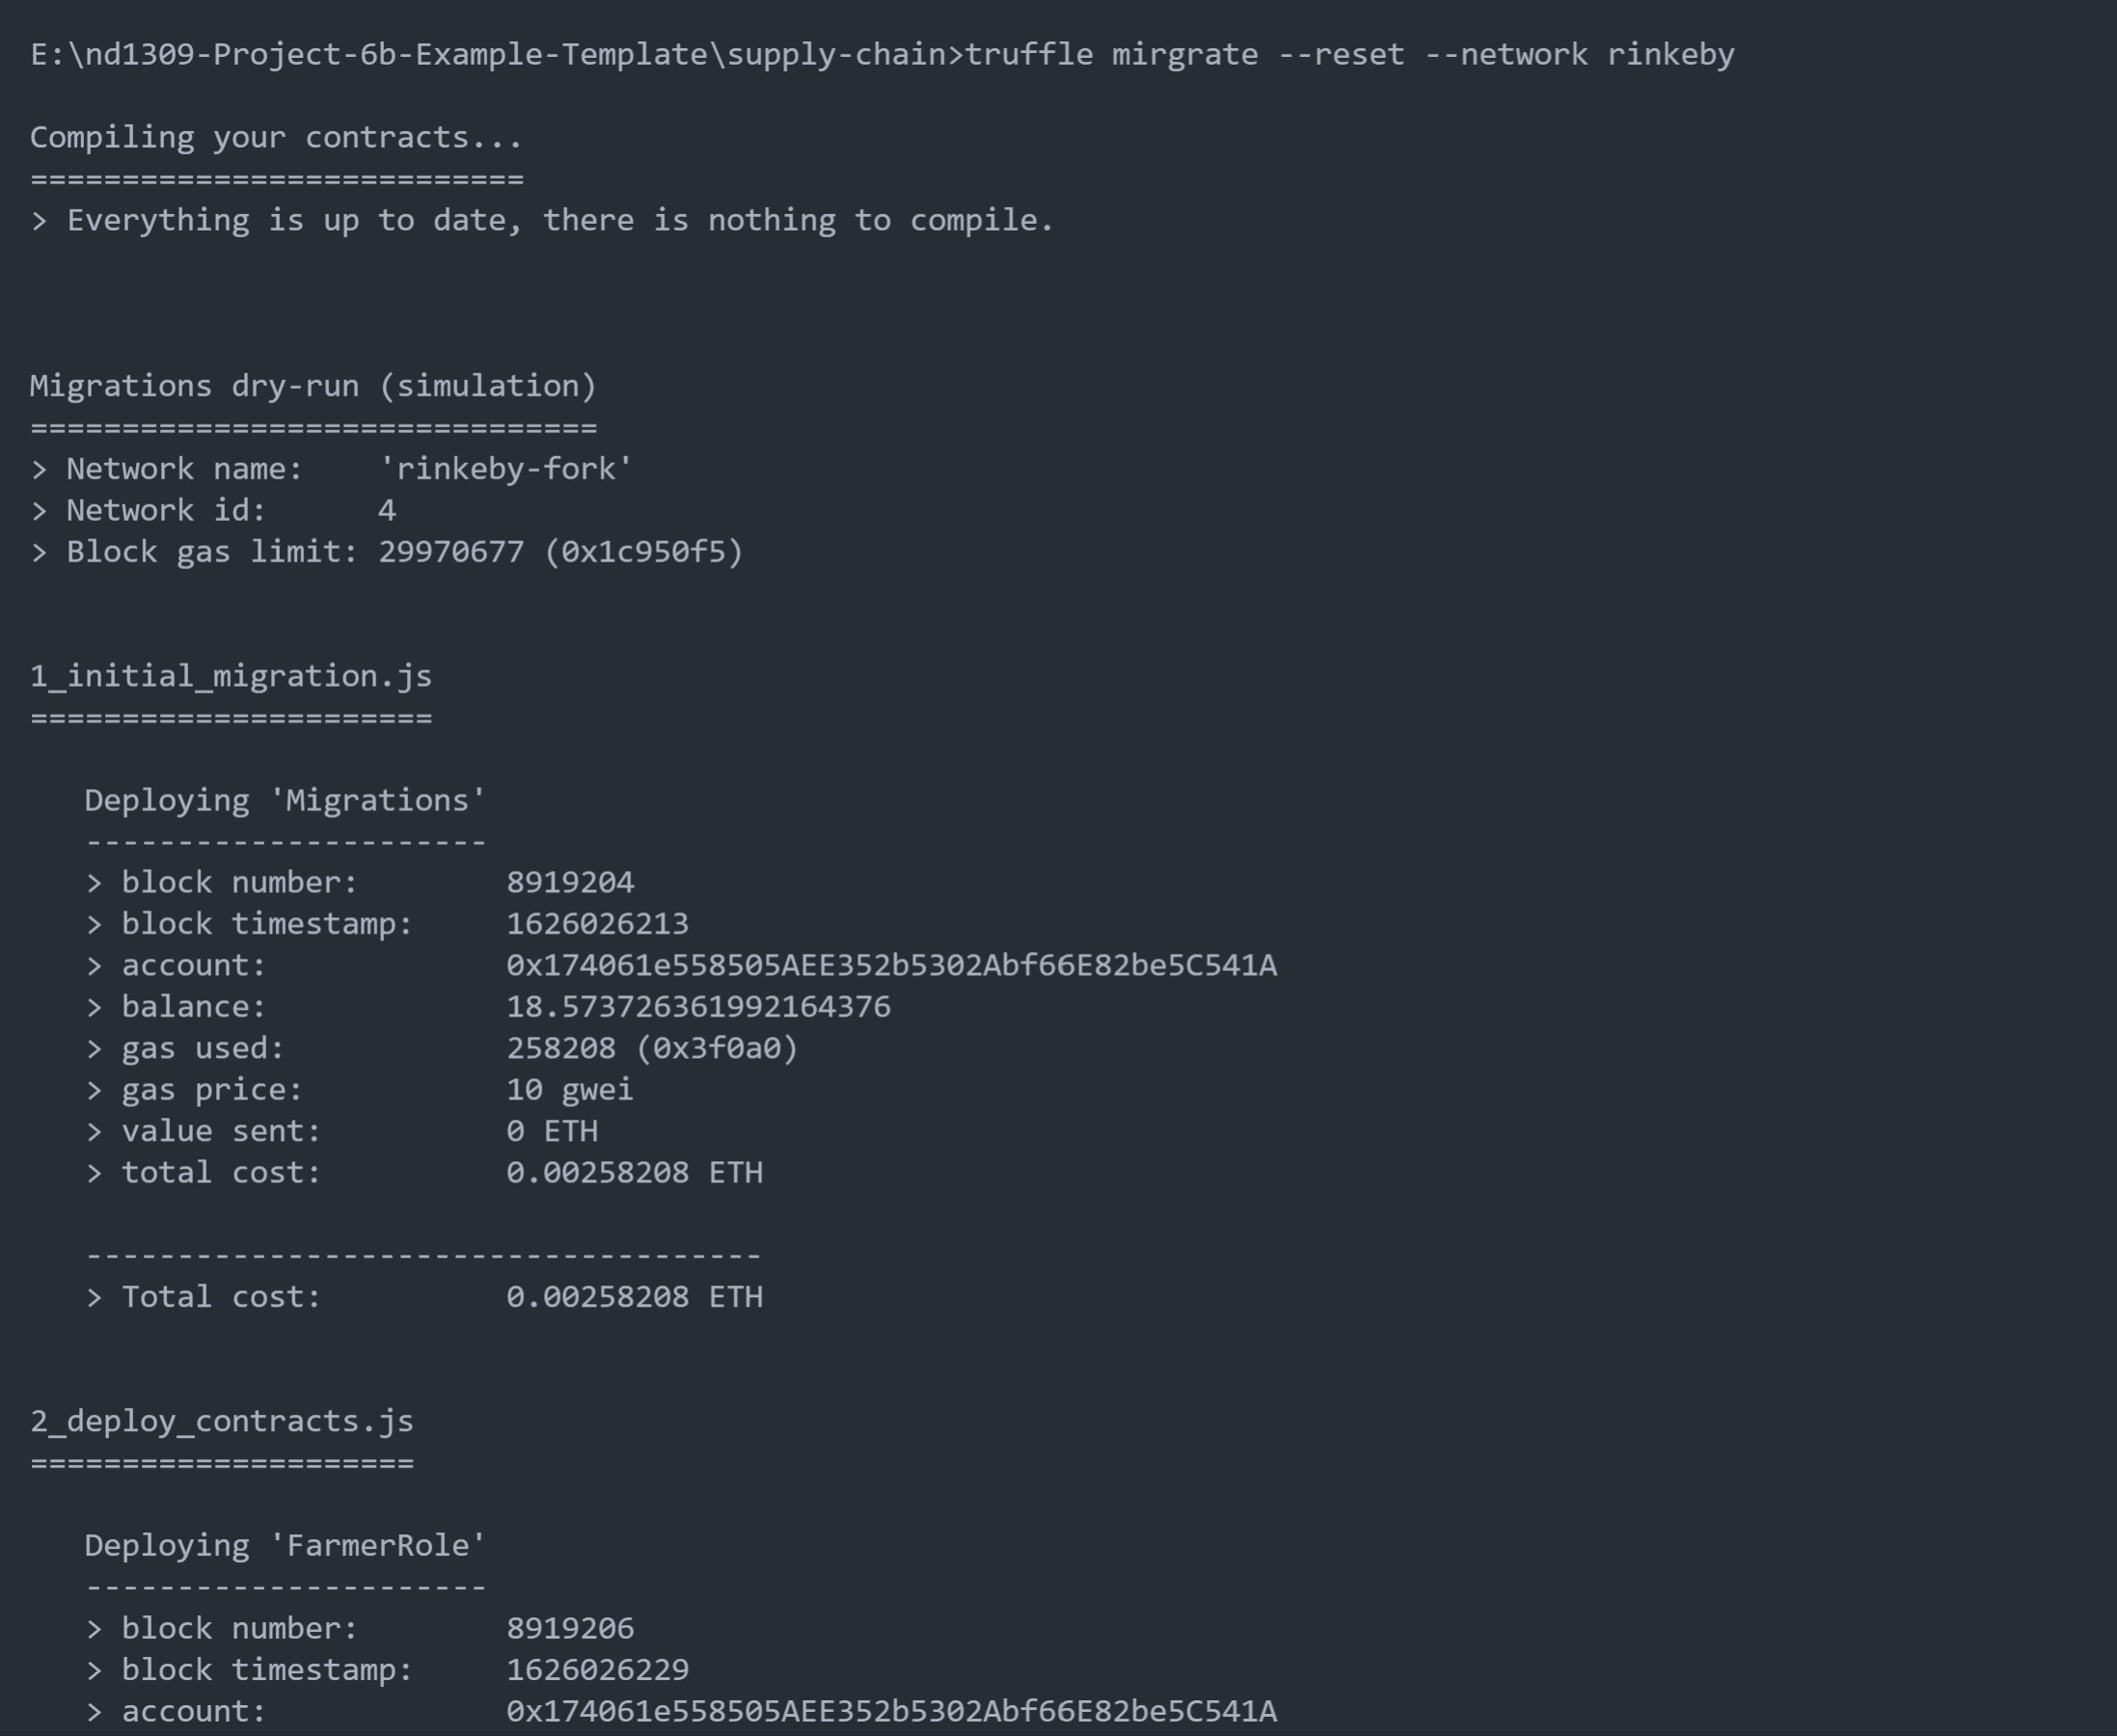 E:\nd1309-Project-6b-Example-Template\supply-chain>truffle mirgrate --reset --network rinkeby
Compiling your contracts...
===========================
> Everything is up to date, there is nothing to compile.
Migrations dry-run (simulation)
===============================
> Network name:    'rinkeby-fork'
> Network id:      4
> Block gas limit: 29970677 (0x1c950f5)
1_initial_migration.js
======================
   Deploying 'Migrations'
   ----------------------
   > block number:        8919204
   > block timestamp:     1626026213
   > account:             0x174061e558505AEE352b5302Abf66E82be5C541A
   > balance:             18.573726361992164376
   > gas used:            258208 (0x3f0a0)
   > gas price:           10 gwei
   > value sent:          0 ETH
   > total cost:          0.00258208 ETH
   -------------------------------------
   > Total cost:          0.00258208 ETH
2_deploy_contracts.js
=====================
   Deploying 'FarmerRole'
   ----------------------
   > block number:        8919206
   > block timestamp:     1626026229
   > account:             0x174061e558505AEE352b5302Abf66E82be5C541A